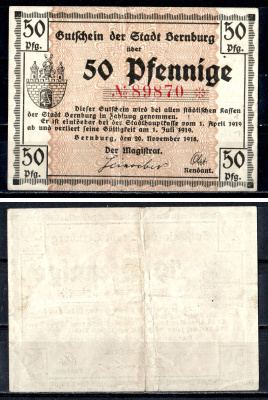 50 Pfg.
Gutschein der Stadt Bernburg
über
50 Pfg.
50 Pfennige
№ 89870
Dieser Gutschein wird bei allen städtischen Kassen
der Stadt Bernburg in Zahlung genommen.
Er ist einlösbar bei der Stadthauptkasse vom 1. April 1919
ab und verliert seine Gültigkeit am 1. Juli 1919.
Bernburg, den 20. November 1918.
50 Pfg.
Der Magistrat.
Rendant.
50 Pfg.